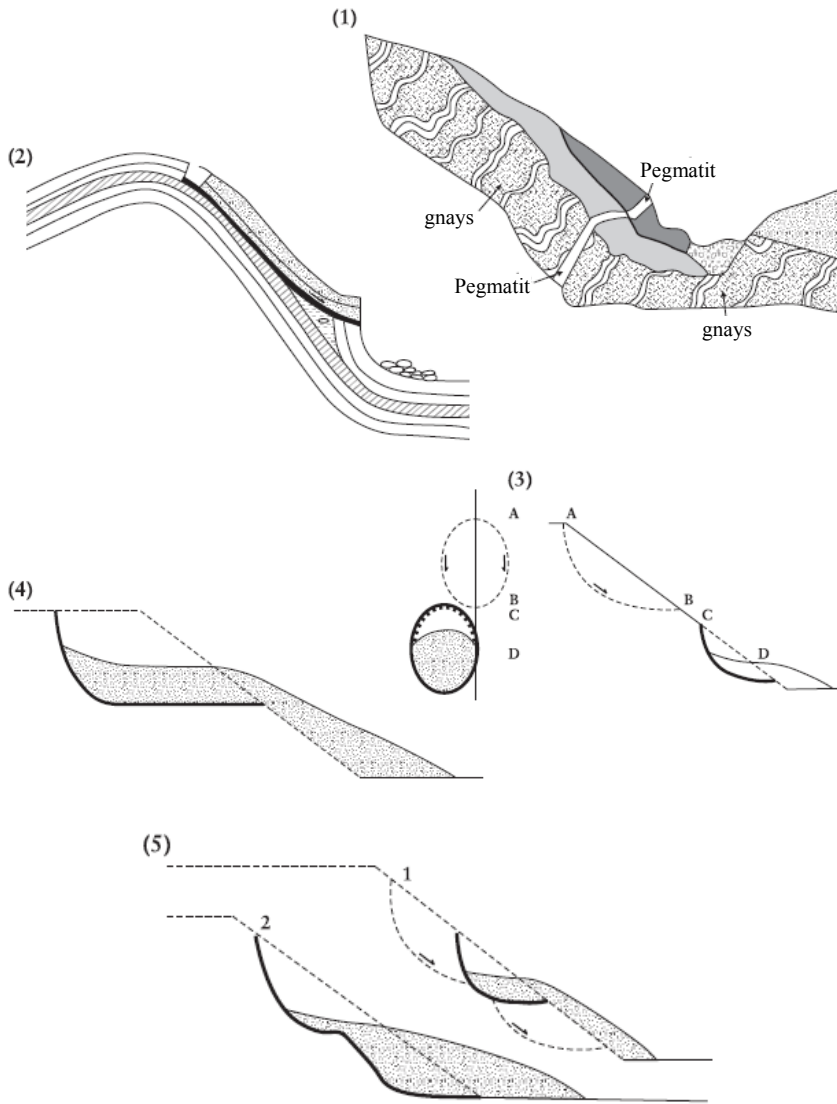 (1)
Pegmatit
gnays
Pegmatit
gnays
(2)
(3)
A
B
C
D
A
B
C
D
(4)
(5)
1
2